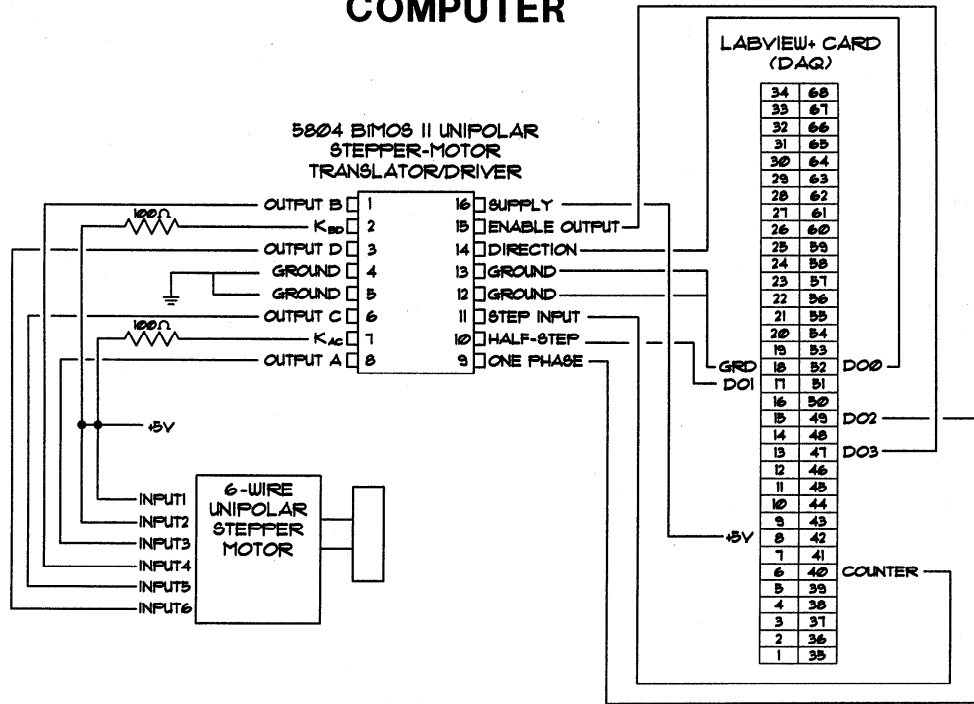 COMPUTER
LABVIEW+ CARD
(DAQ)
5804 BIMOS II UNIPOLAR
STEPPER-MOTOR
TRANSLATOR/DRIVER
OUTPUT B 1 16 SUPPLY
100Ω
K_BD 2 15 ENABLE OUTPUT
OUTPUT D 3 14 DIRECTION
GROUND 4 13 GROUND
GROUND 5 12 GROUND
OUTPUT C 6 11 STEP INPUT
100Ω
K_AC 7 10 HALF-STEP
OUTPUT A 8 9 ONE PHASE
+5V
6-WIRE
UNIPOLAR
STEPPER
MOTOR
INPUT1
INPUT2
INPUT3
INPUT4
INPUT5
INPUT6
34 68
33 67
32 66
31 65
30 64
29 63
28 62
27 61
26 60
25 59
24 58
23 57
22 56
21 55
20 54
19 53
GRD 18 52 DO0
DO1 17 51
16 50
15 49 DO2
14 48
13 47 DO3
12 46
11 45
10 44
9 43
+5V 8 42
7 41
6 40 COUNTER
5 39
4 38
3 37
2 36
1 35